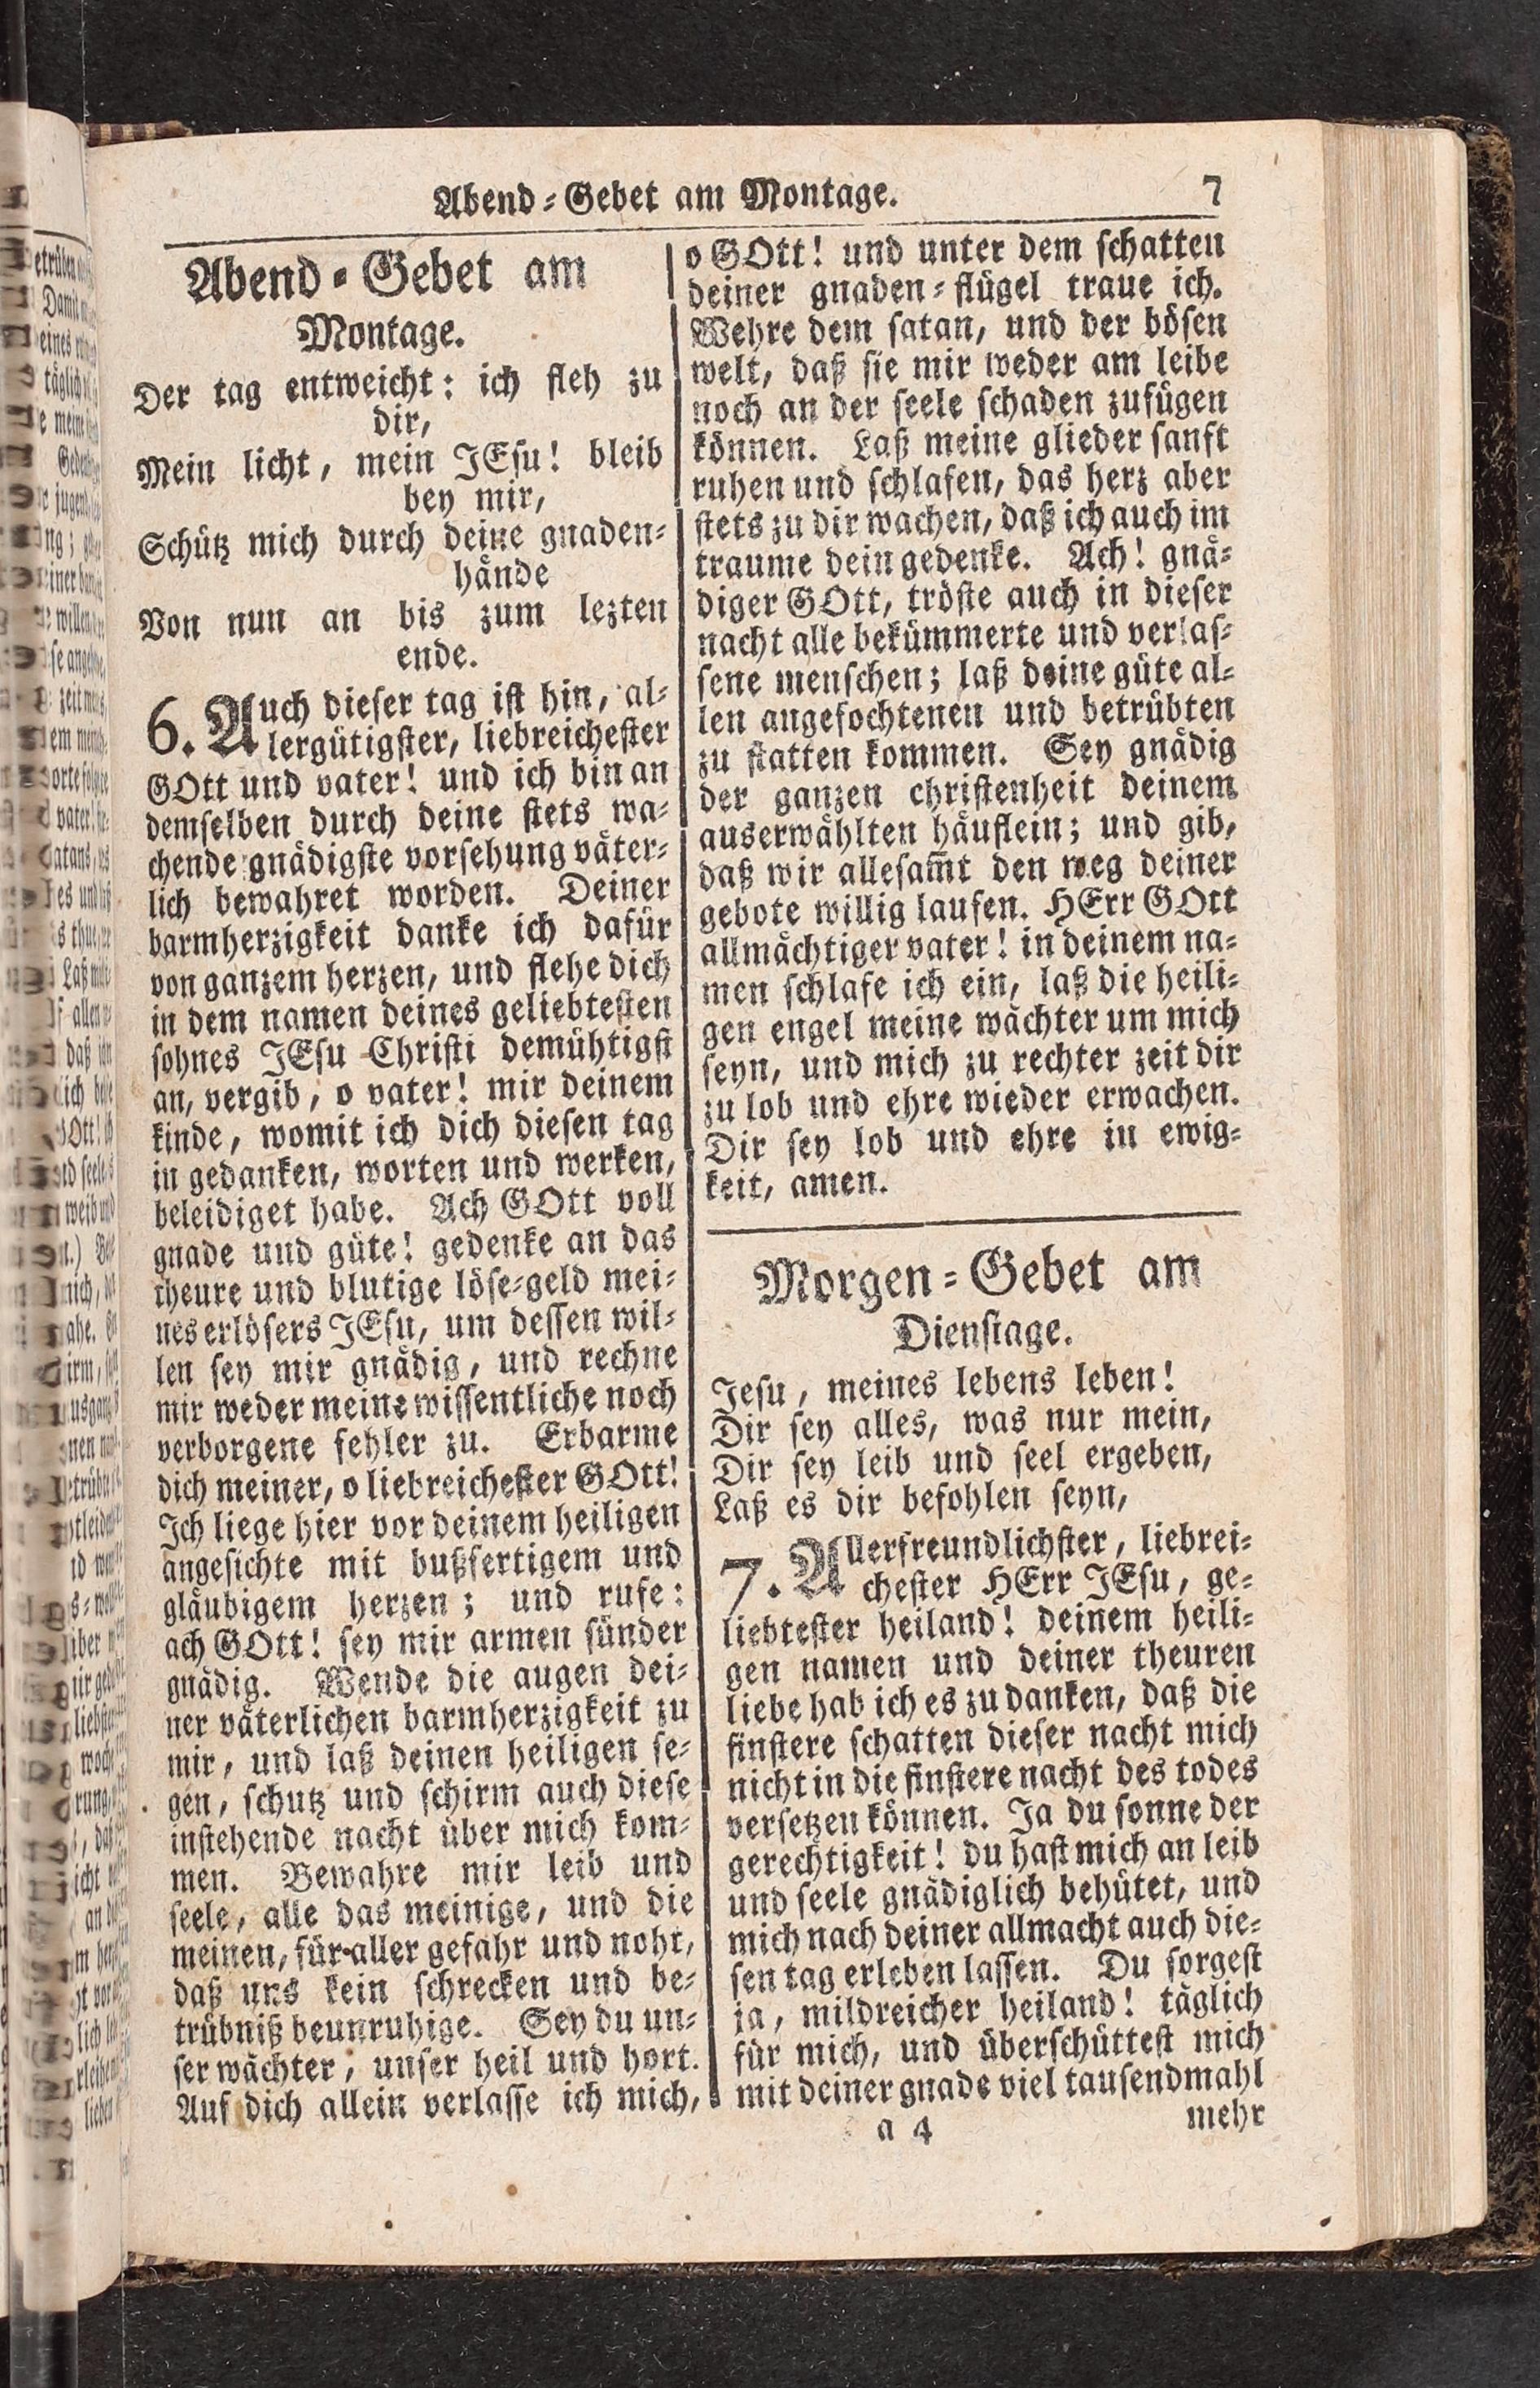 Abend-Gebet am Montage. 7
Abend-Gebet am
Montage.
Der tag entweicht: ich fleh zu
dir,
Mein licht, mein JEsu! bleib
bey mir,
Schütz mich durch deine gnaden-
hände
Von nun an bis zum lezten
ende.
6. Auch dieser tag ist hin, al-
lergütigster, liebreichester
GOtt und vater! und ich bin an
demselben durch deine stets wa-
chende gnädigste vorsehung väter-
lich bewahret worden. Deiner
barmherzigkeit danke ich dafür
von ganzem herzen, und flehe dich
in dem namen deines geliebtesten
sohnes JEsu Christi demühtigst
an, vergib, o vater! mir deinem
kinde, womit ich dich diesen tag
in gedanken, worten und werken,
beleidiget habe. Ach GOtt voll
gnade und güte! gedenke an das
theure und blutige löse-geld mei-
nes erlösers JEsu, um dessen wil-
len sey mir gnädig, und rechne
mir weder meine wissentliche noch
verborgene fehler zu. Erbarme
dich meiner, o liebreichester GOtt!
Ich liege hier vor deinem heiligen
angesichte mit bußfertigem und
gläubigem herzen; und rufe:
ach GOtt! sey mir armen sünder
gnädig. Wende die augen dei-
ner väterlichen barmherzigkeit zu
mir, und laß deinen heiligen se-
gen, schutz und schirm auch diese
instehende nacht über mich kom-
men. Bewahre mir leib und
seele, alle das meinige, und die
meinen, für aller gefahr und noht,
daß uns kein schrecken und be-
trübniß beunruhige. Sey du un-
ser wächter, unser heil und hort.
Auf dich allein verlasse ich mich,
o GOtt! und unter dem schatten
deiner gnaden-flügel traue ich.
Wehre dem satan, und der bösen
welt, daß sie mir weder am leibe
noch an der seele schaden zufügen
können. Laß meine glieder sanft
ruhen und schlafen, das herz aber
stets zu dir wachen, daß ich auch im
traume dein gedenke. Ach! gnä-
diger GOtt, tröste auch in dieser
nacht alle bekümmerte und verlas-
sene menschen; laß deine güte al-
len angefochtenen und betrübten
zu statten kommen. Sey gnädig
der ganzen christenheit deinem
auserwählten häuflein; und gib,
daß wir allesam̄t den weg deiner
gebote willig laufen. HErr GOtt
allmächtiger vater! in deinem na-
men schlafe ich ein, laß die heili-
gen engel meine wächter um mich
seyn, und mich zu rechter zeit dir
zu lob und ehre wieder erwachen.
Dir sey lob und ehre in ewig-
keit, amen.
Morgen-Gebet am
Dienstage.
Jesu, meines lebens leben!
Dir sey alles, was nur mein,
Dir sey leib und seel ergeben,
Laß es dir befohlen seyn,
7. Allerfreundlichster, liebrei-
chester HErr JEsu, ge-
liebtester heiland! deinem heili-
gen namen und deiner theuren
liebe hab ich es zu danken, daß die
finstere schatten dieser nacht mich
nicht in die finstere nacht des todes
versetzen können. Ja du sonne der
gerechtigkeit! du hast mich an leib
und seele gnädiglich behütet, und
mich nach deiner allmacht auch die-
sen tag erleben lassen. Du sorgest
ja, mildreicher heiland! täglich
für mich, und überschüttest mich
mit deiner gnade viel tausendmahl
a 4 mehr